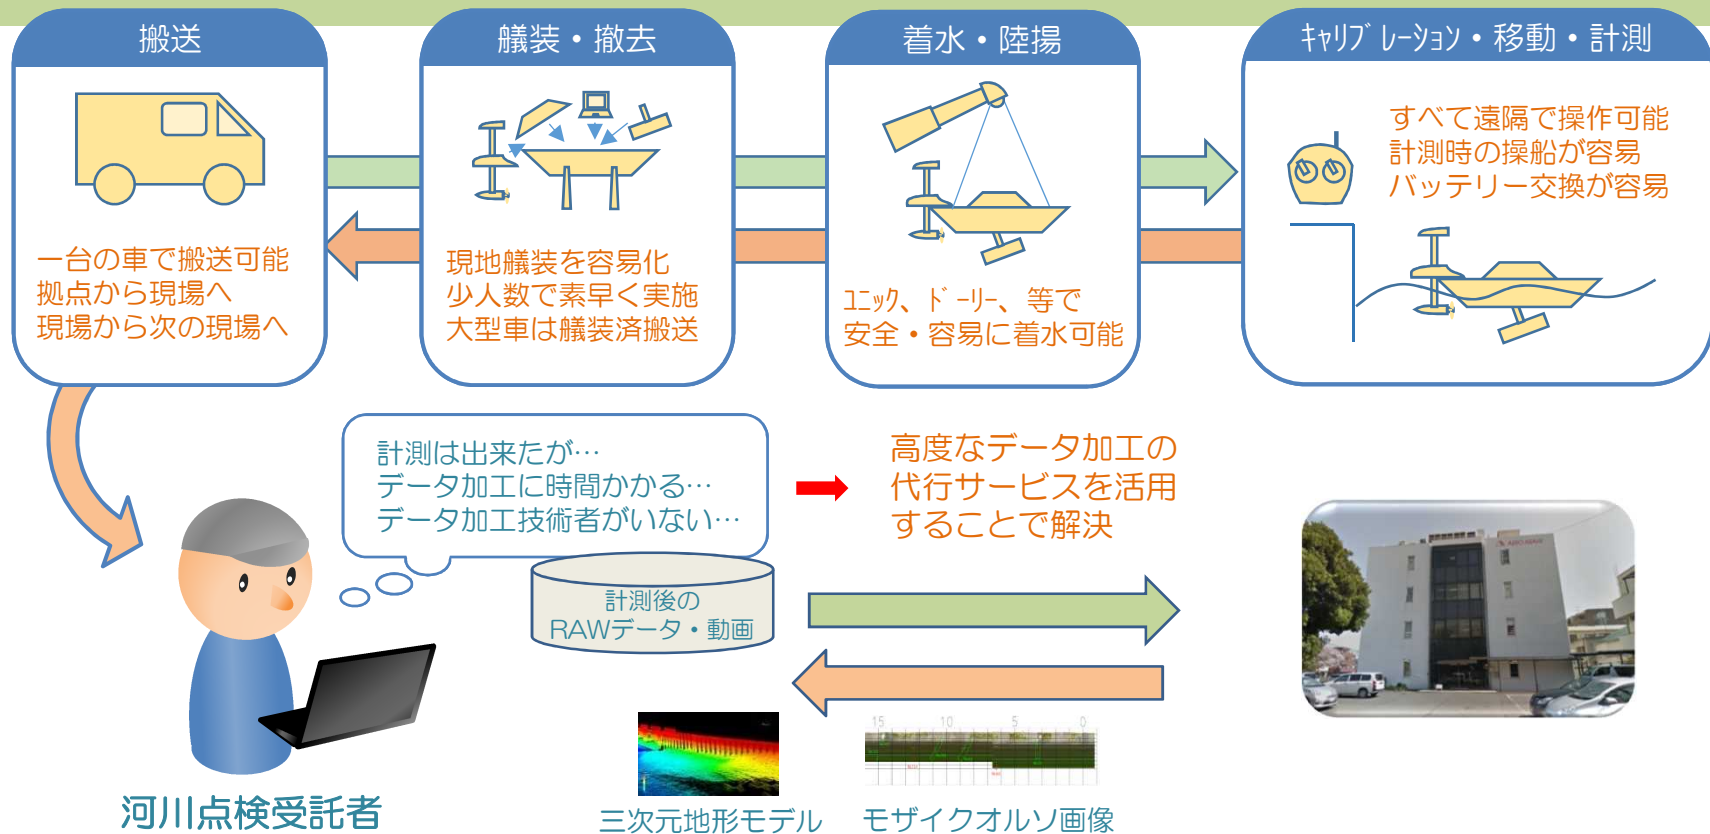 搬送
一台の車で搬送可能
拠点から現場へ
現場から次の現場へ
艤装・撤去
現地艤装を容易化
少人数で素早く実施
大型車は艤装済搬送
着水・陸揚
ﾕﾆｯｸ、ﾄﾞｰﾘｰ、等で
安全・容易に着水可能
ｷｬﾘﾌﾞﾚｰｼｮﾝ・移動・計測
すべて遠隔で操作可能
計測時の操船が容易
バッテリー交換が容易
計測は出来たが…
データ加工に時間かかる…
データ加工技術者がいない…
高度なデータ加工の
代行サービスを活用
することで解決
計測後の
RAWデータ・動画
15 10 5 0
河川点検受託者
三次元地形モデル
モザイクオルソ画像